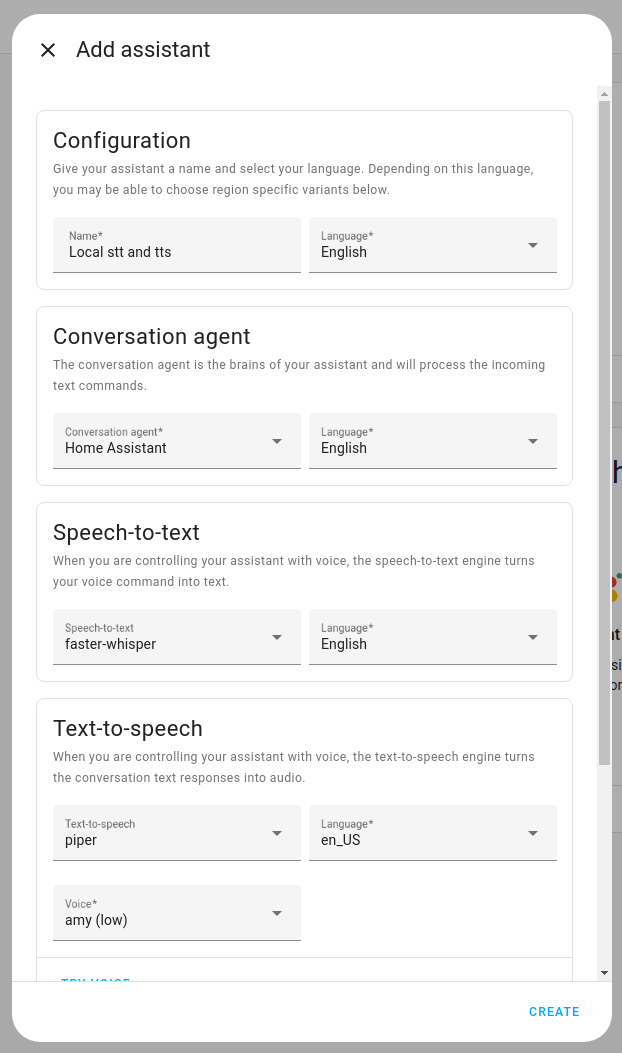 Add assistant
Configuration
Give your assistant a name and select your language. Depending on this language,
you may be able to choose region specific variants below.
Name*
Local stt and tts
Language*
English
Conversation agent
The conversation agent is the brains of your assistant and will process the incoming
text commands.
Conversation agent*
Home Assistant
Language*
English
Speech-to-text
When you are controlling your assistant with voice, the speech-to-text engine turns
your voice command into text.
Speech-to-text
faster-whisper
Language*
English
Text-to-speech
When you are controlling your assistant with voice, the text-to-speech engine turns
the conversation text responses into audio.
Text-to-speech
piper
Language*
en_US
Voice*
amy (low)
TRY VOICE
CREATE